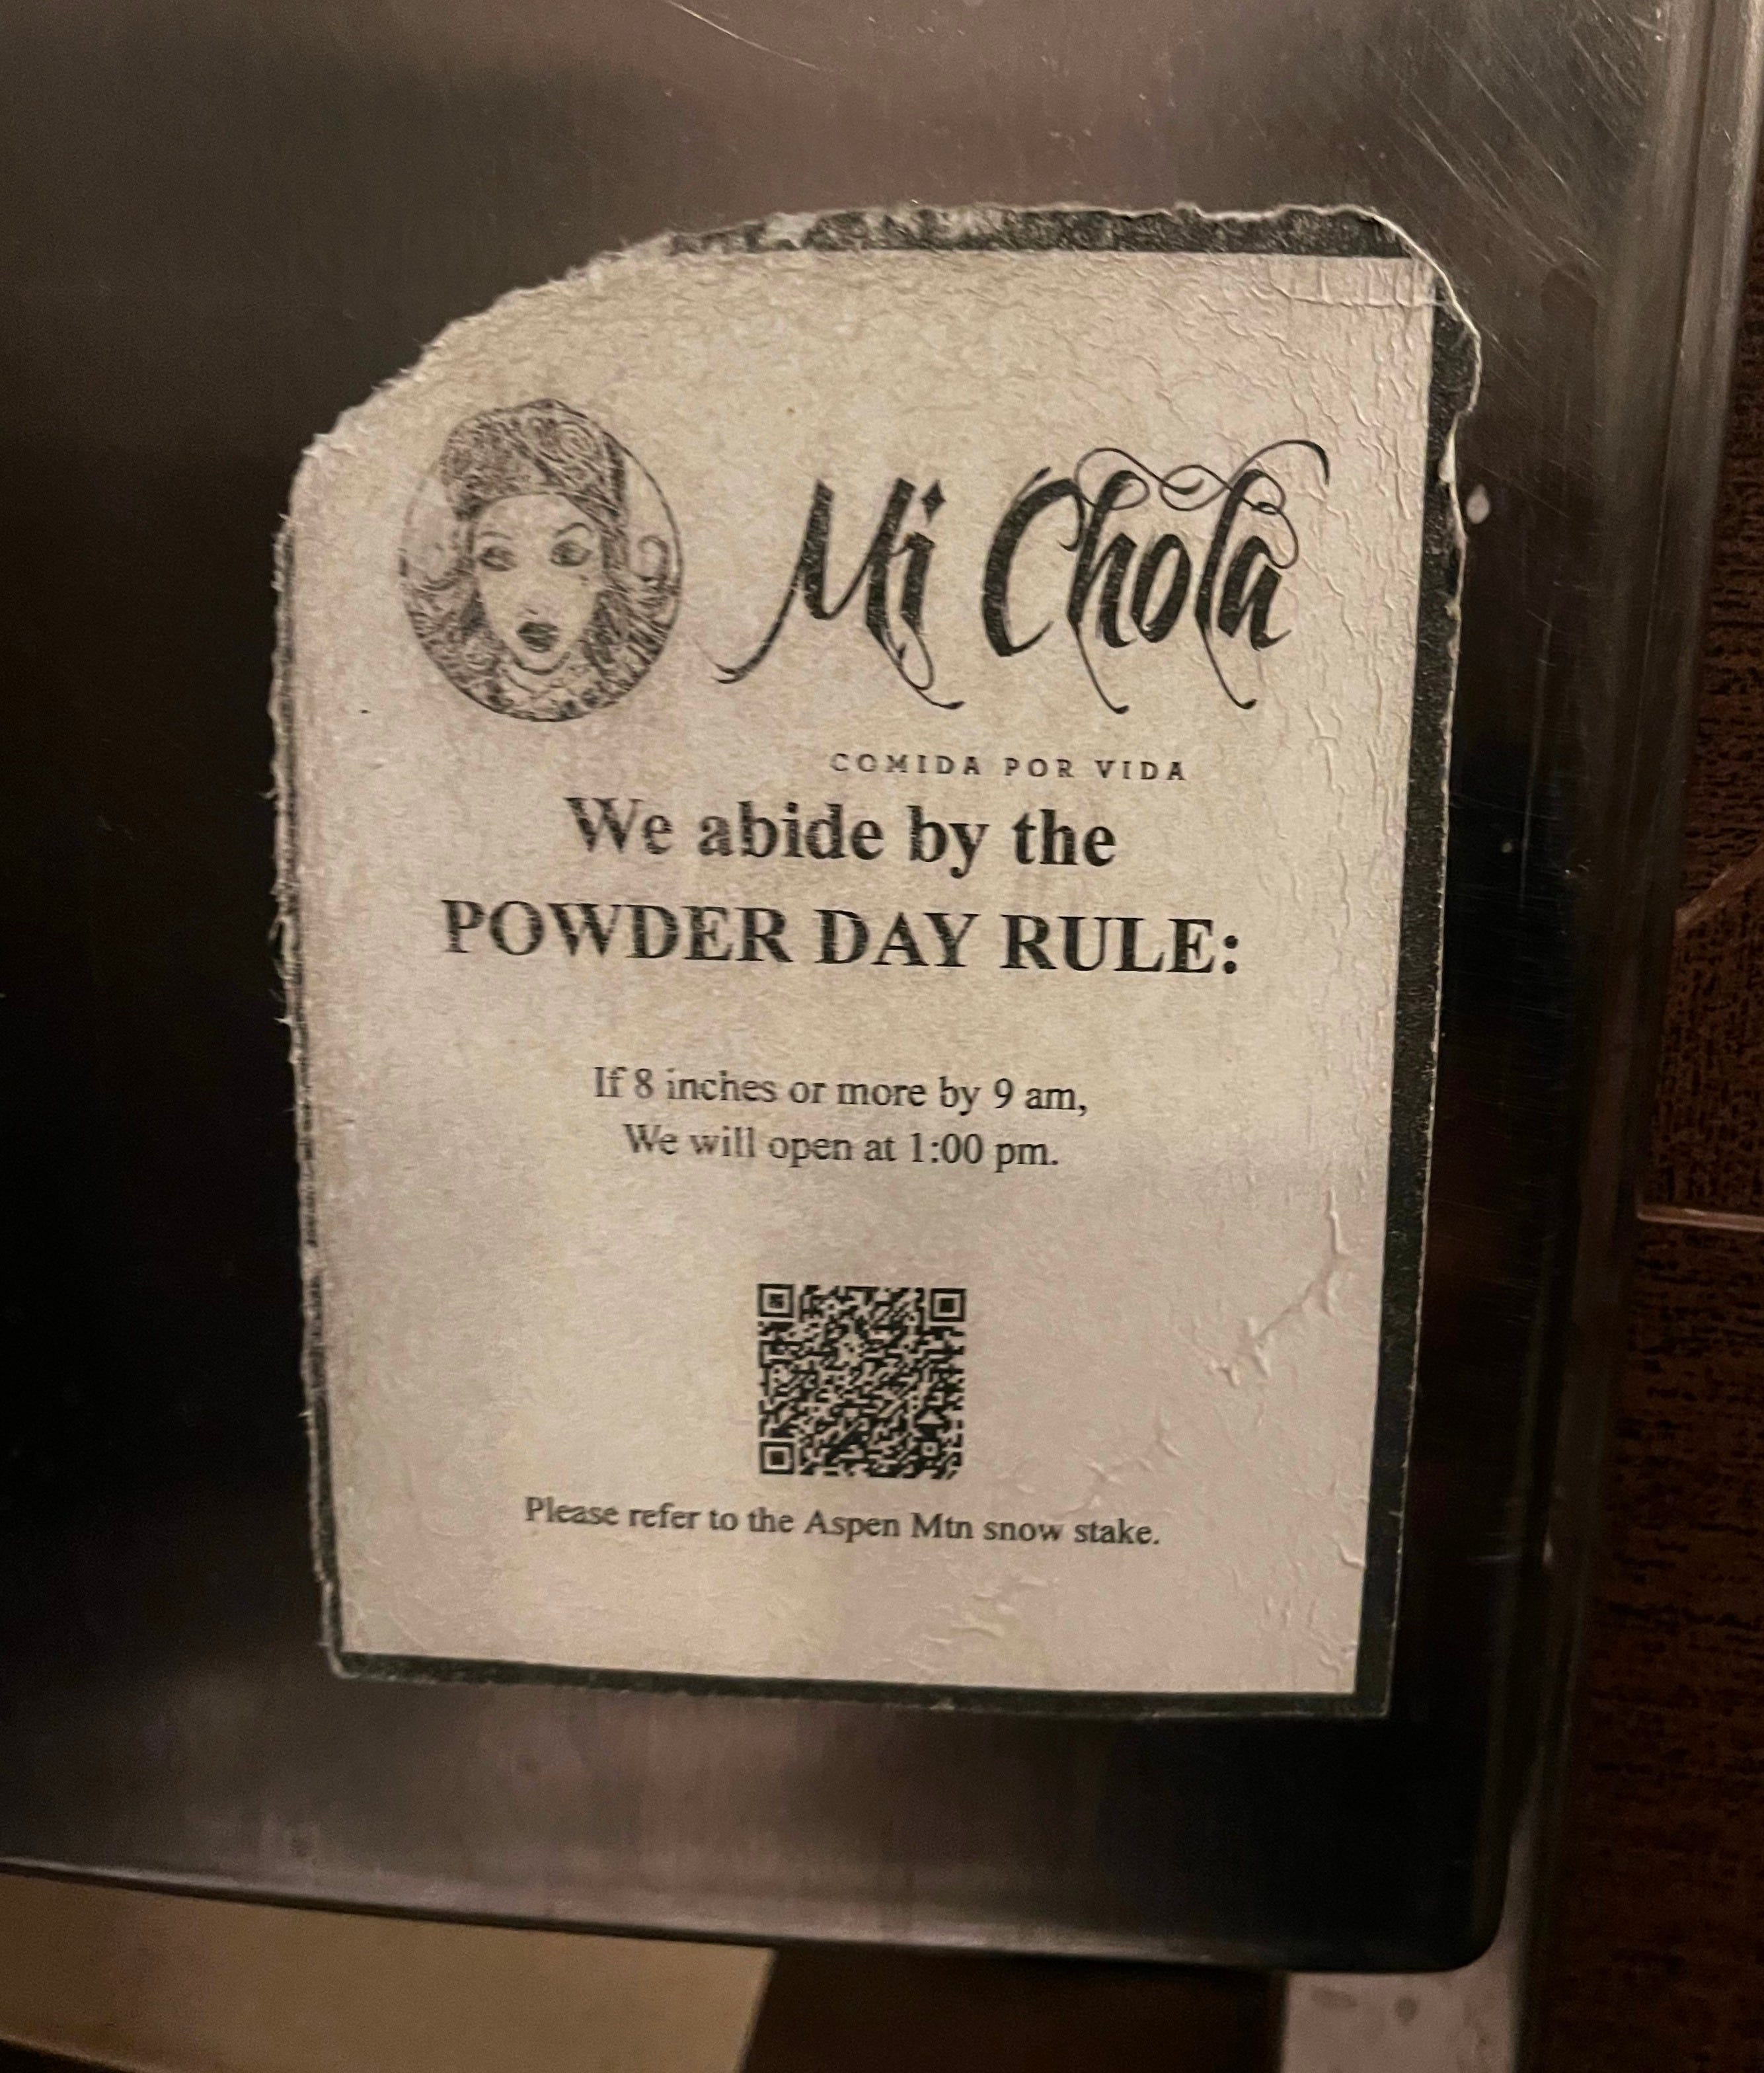 Mi Chola
COMIDA POR VIDA
We abide by the
POWDER DAY RULE:
If 8 inches or more by 9 am,
We will open at 1:00 pm.
Please refer to the Aspen Mtn snow stake.